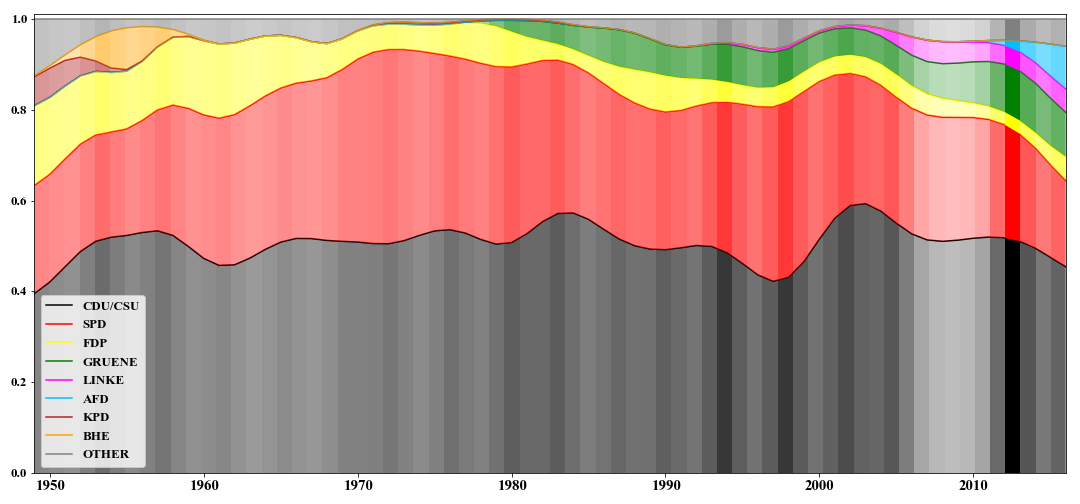 1.0
0.8
0.6
0.4
0.2
0.0
CDU/CSU
SPD
FDP
GRUENE
LINKE
AFD
KPD
BHE
OTHER
1950 1960 1970 1980 1990 2000 2010